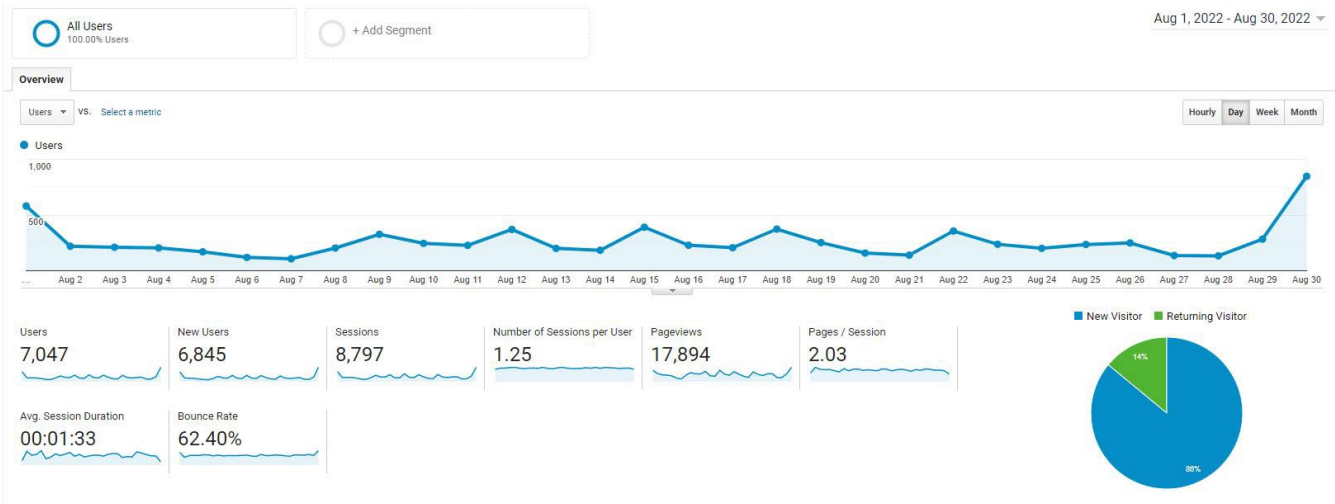 All Users
100.00% Users
+ Add Segment
Aug 1, 2022 - Aug 30, 2022
Overview
Users VS. Select a metric
Hourly Day Week Month
Users
1,000
500
... Aug 2 Aug 3 Aug 4 Aug 5 Aug 6 Aug 7 Aug 8 Aug 9 Aug 10 Aug 11 Aug 12 Aug 13 Aug 14 Aug 15 Aug 16 Aug 17 Aug 18 Aug 19 Aug 20 Aug 21 Aug 22 Aug 23 Aug 24 Aug 25 Aug 26 Aug 27 Aug 28 Aug 29 Aug 30
New Visitor Returning Visitor
Users New Users Sessions Number of Sessions per User Pageviews Pages / Session
7,047 6,845 8,797 1.25 17,894 2.03
14%
Avg. Session Duration Bounce Rate
00:01:33 62.40%
86%